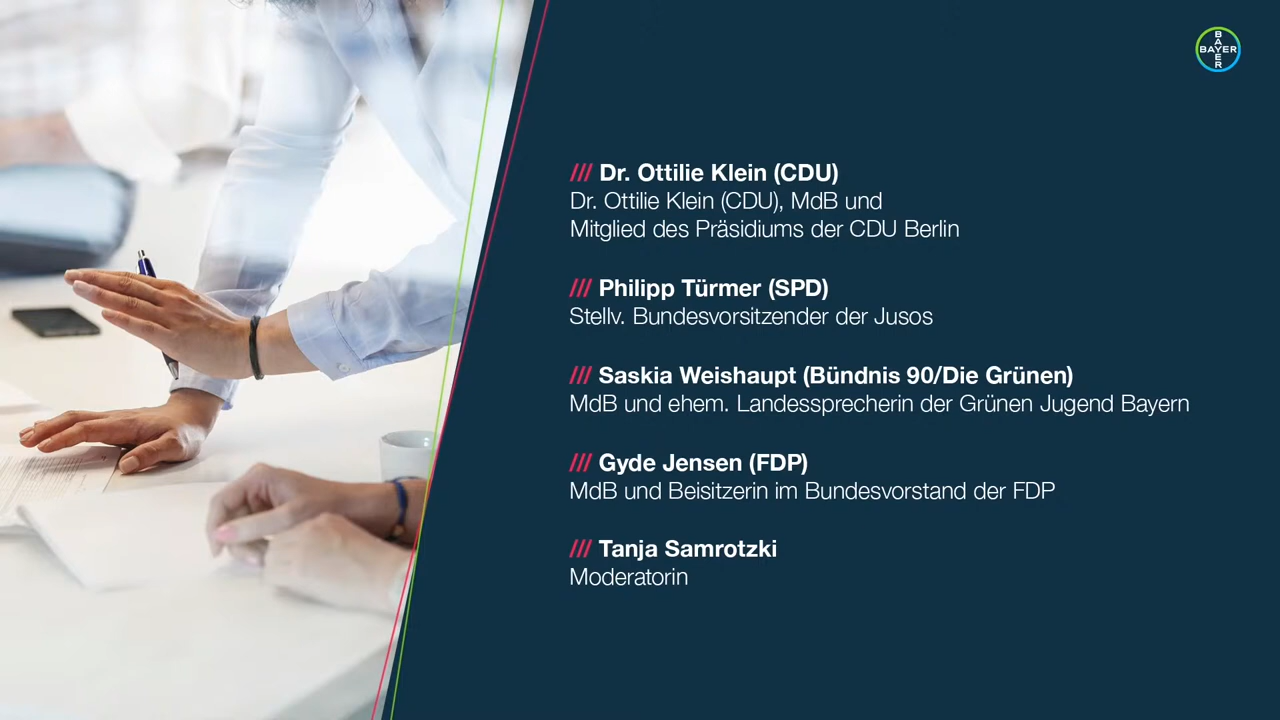 BAYER
BAYER
/// Dr. Ottilie Klein (CDU)
Dr. Ottilie Klein (CDU), MdB und
Mitglied des Präsidiums der CDU Berlin
/// Philipp Türmer (SPD)
Stellv. Bundesvorsitzender der Jusos
/// Saskia Weishaupt (Bündnis 90/Die Grünen)
MdB und ehem. Landessprecherin der Grünen Jugend Bayern
/// Gyde Jensen (FDP)
MdB und Beisitzerin im Bundesvorstand der FDP
/// Tanja Samrotzki
Moderatorin